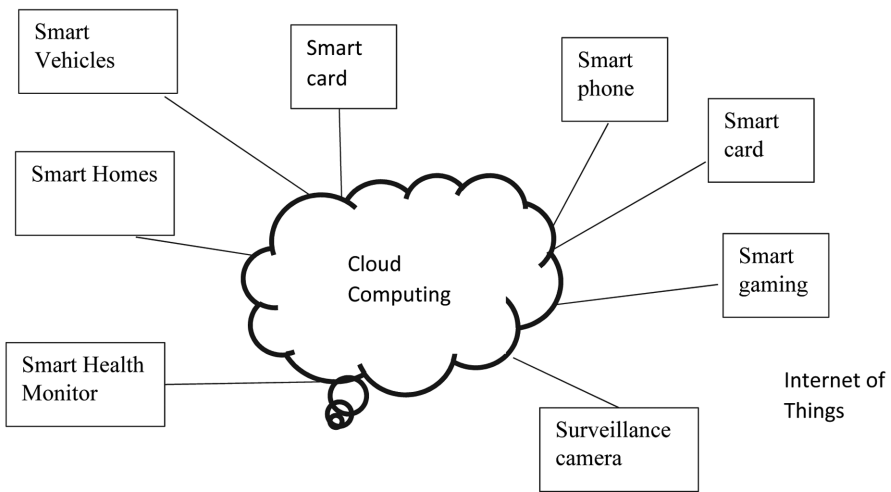 Smart
Vehicles
Smart
card
Smart
phone
Smart
card
Smart Homes
Smart
gaming
Cloud
Computing
Smart Health
Monitor
Internet of
Things
Surveillance
camera